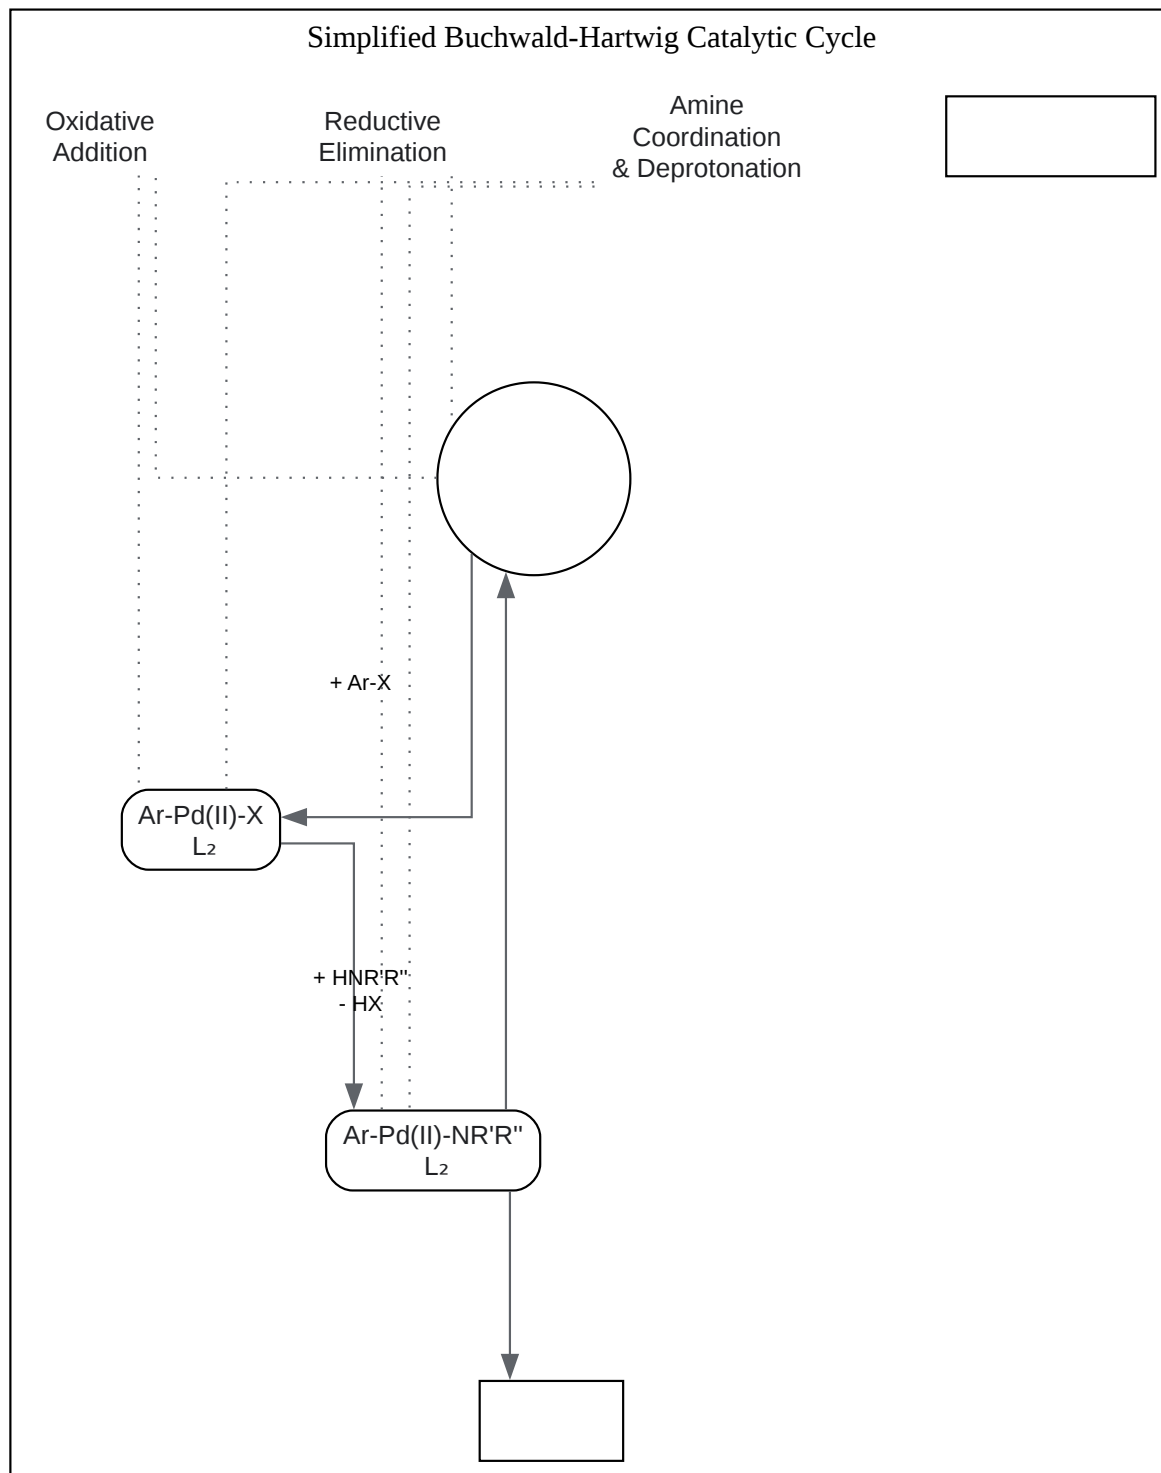 Simplified Buchwald-Hartwig Catalytic Cycle
Oxidative
Addition
Reductive
Elimination
Amine
Coordination
& Deprotonation
+ Ar-X
Ar-Pd(II)-X
L₂
+ HNR'R"
- HX
Ar-Pd(II)-NR'R"
L₂